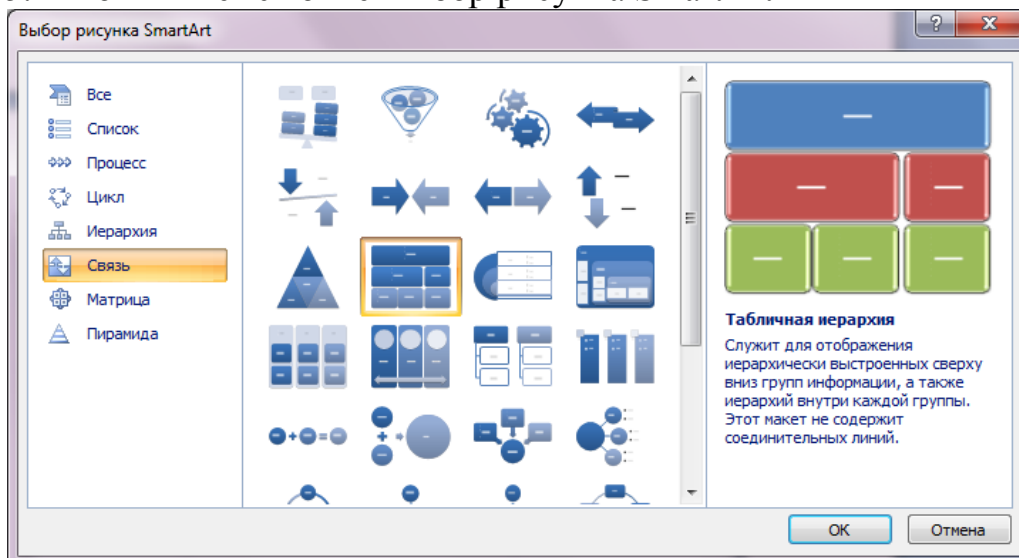 Выбор рисунка SmartArt
Все
Список
Процесс
Цикл
Иерархия
Связь
Матрица
Пирамида
Табличная иерархия
Служит для отображения
иерархически выстроенных сверху
вниз групп информации, а также
иерархий внутри каждой группы.
Этот макет не содержит
соединительных линий.
ОК
Отмена